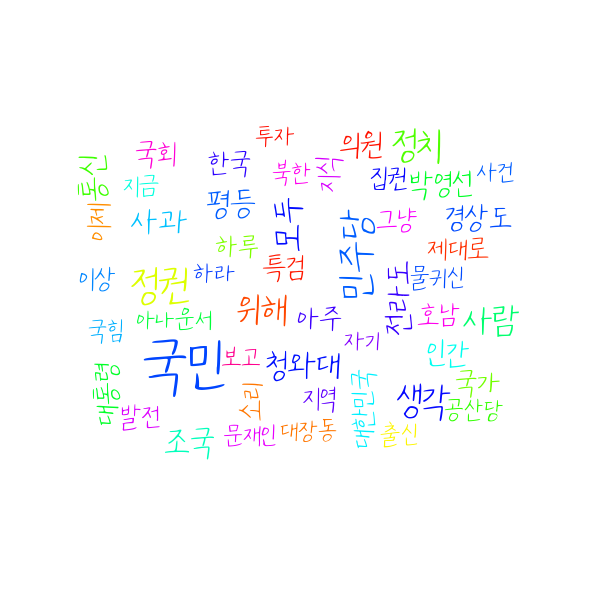 투자
국회
한국
의원
정치
통신
지금
북한
지식
집권
박영선
사건
이제
사과
평등
모두
민주당
그냥
경상도
하루
제대로
이상
정권
하라
특검
전라도
물귀신
국힘
아나운서
위해
아주
호남
사람
국민
보고
청와대
자기
인간
대통령
발전
소리
지역
대한민국
생각
국가
공산당
조국
문재인
대장동
출신